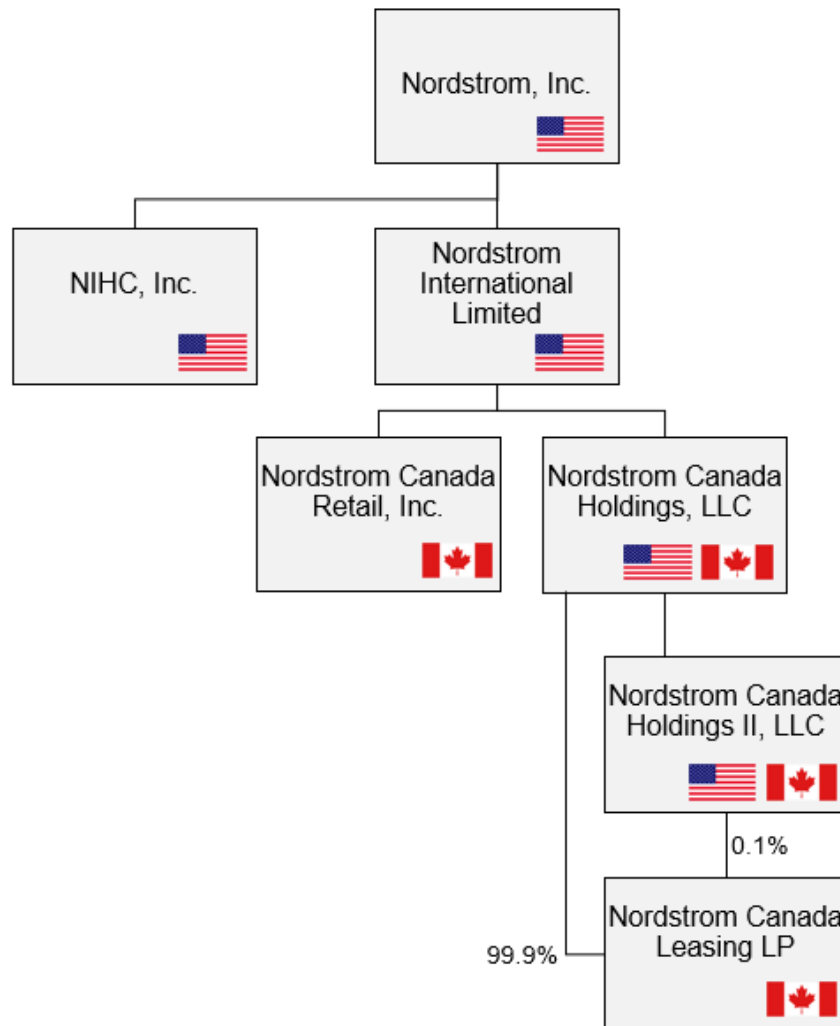 Nordstrom, Inc.
NIHC, Inc.
Nordstrom
International
Limited
Nordstrom Canada
Retail, Inc.
Nordstrom Canada
Holdings, LLC
Nordstrom Canada
Holdings II, LLC
0.1%
99.9%
Nordstrom Canada
Leasing LP